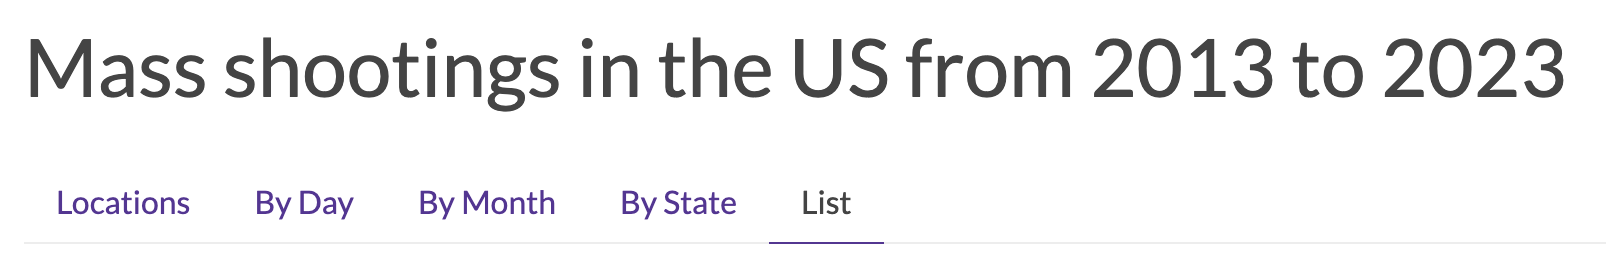 Mass shootings in the US from 2013 to 2023
Locations By Day By Month By State List